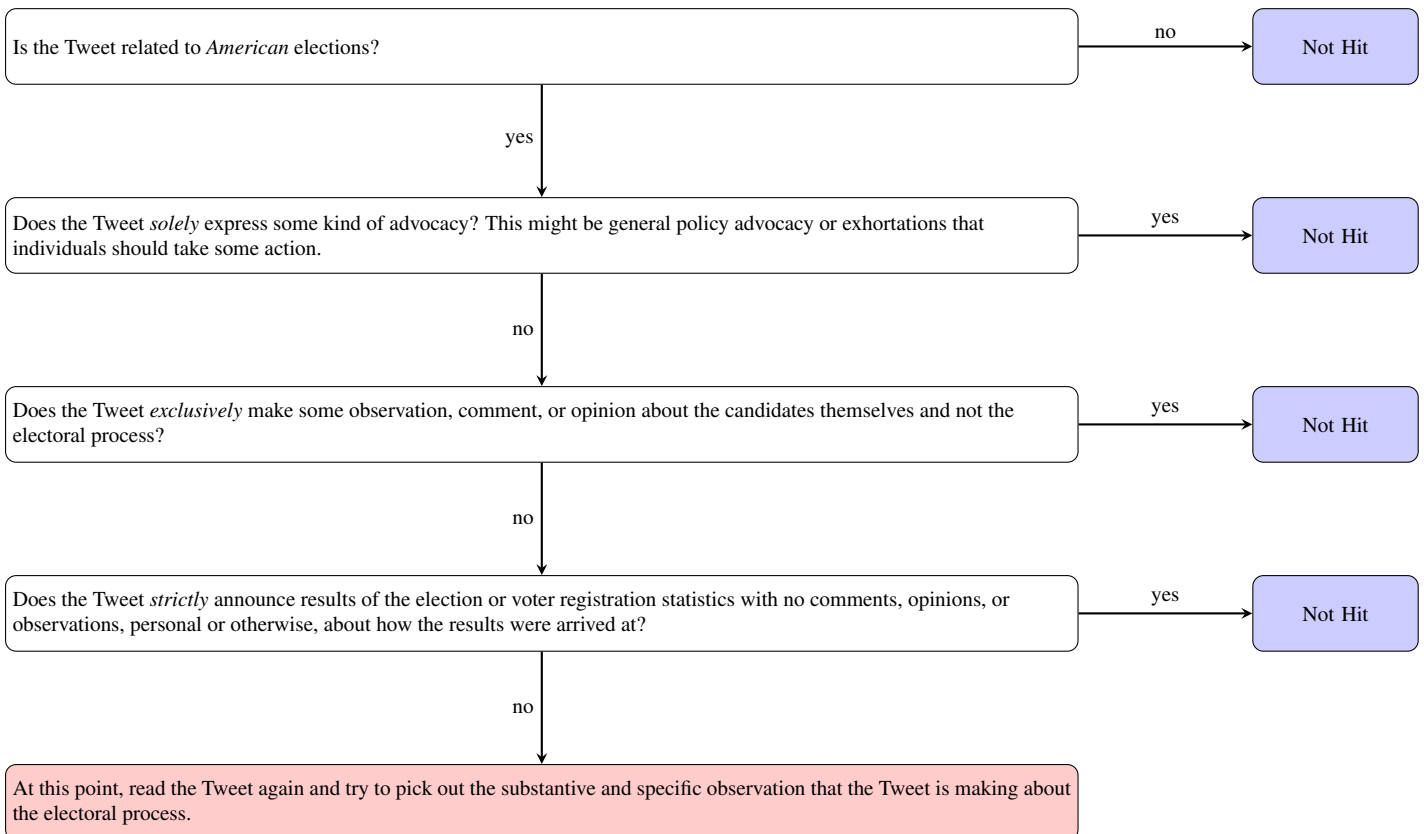 Is the Tweet related to American elections?
no
Not Hit
yes
Does the Tweet solely express some kind of advocacy? This might be general policy advocacy or exhortations that
individuals should take some action.
yes
Not Hit
no
Does the Tweet exclusively make some observation, comment, or opinion about the candidates themselves and not the
electoral process?
yes
Not Hit
no
Does the Tweet strictly announce results of the election or voter registration statistics with no comments, opinions, or
observations, personal or otherwise, about how the results were arrived at?
yes
Not Hit
no
At this point, read the Tweet again and try to pick out the substantive and specific observation that the Tweet is making about
the electoral process.